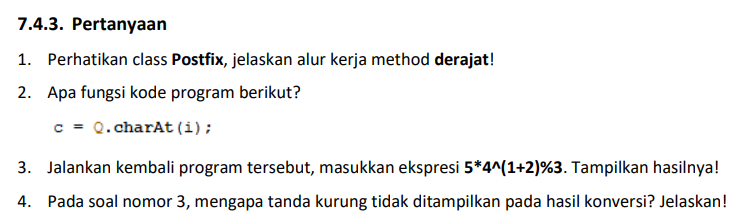 7.4.3. Pertanyaan
1. Perhatikan class Postfix, jelaskan alur kerja method derajat!
2. Apa fungsi kode program berikut?
c = Q.charAt(i);
3. Jalankan kembali program tersebut, masukkan ekspresi 5*4^(1+2)%3. Tampilkan hasilnya!
4. Pada soal nomor 3, mengapa tanda kurung tidak ditampilkan pada hasil konversi? Jelaskan!